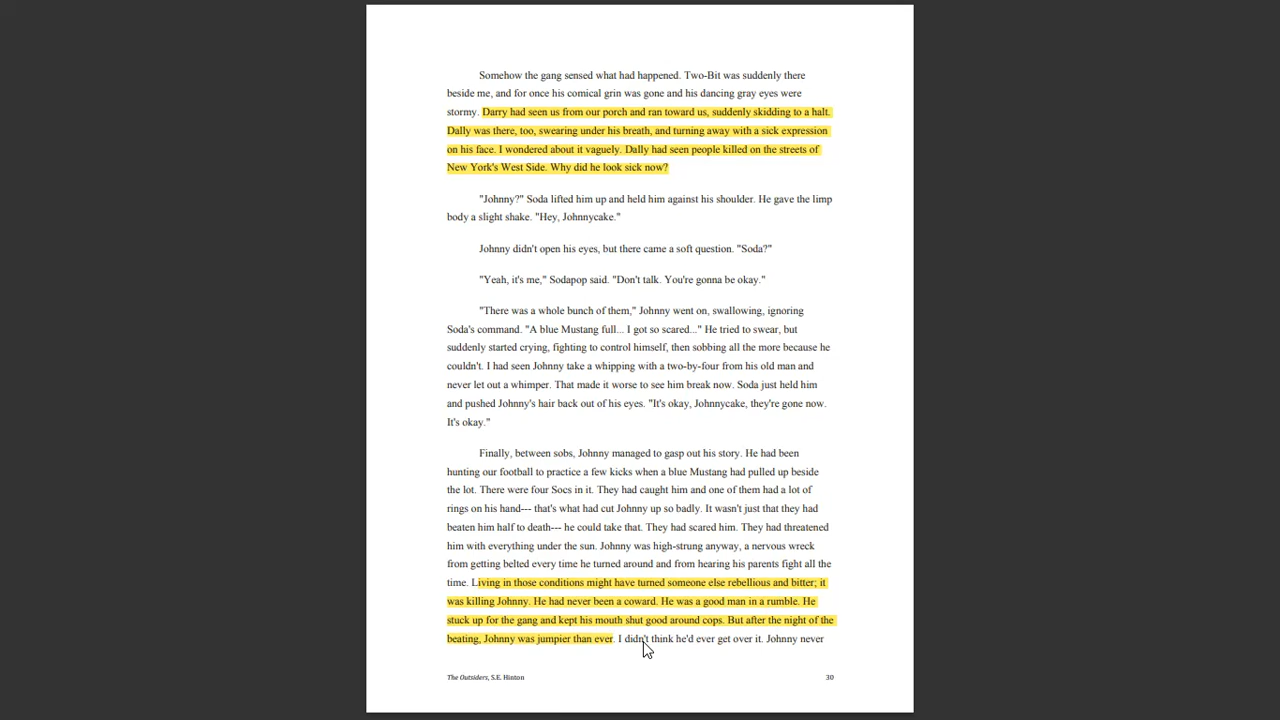 Somehow the gang sensed what had happened. Two-Bit was suddenly there
beside me, and for once his comical grin was gone and his dancing gray eyes were
stormy. Darry had seen us from our porch and ran toward us, suddenly skidding to a halt.
Dally was there, too, swearing under his breath, and turning away with a sick expression
on his face. I wondered about it vaguely. Dally had seen people killed on the streets of
New York's West Side. Why did he look sick now?
"Johnny?" Soda lifted him up and held him against his shoulder. He gave the limp
body a slight shake. "Hey, Johnnycake."
Johnny didn't open his eyes, but there came a soft question. "Soda?"
"Yeah, it's me," Sodapop said. "Don't talk. You're gonna be okay."
"There was a whole bunch of them," Johnny went on, swallowing, ignoring
Soda's command. "A blue Mustang full... I got so scared..." He tried to swear, but
suddenly started crying, fighting to control himself, then sobbing all the more because he
couldn't. I had seen Johnny take a whipping with a two-by-four from his old man and
never let out a whimper. That made it worse to see him break now. Soda just held him
and pushed Johnny's hair back out of his eyes. "It's okay, Johnnycake, they're gone now.
It's okay."
Finally, between sobs, Johnny managed to gasp out his story. He had been
hunting our football to practice a few kicks when a blue Mustang had pulled up beside
the lot. There were four Socs in it. They had caught him and one of them had a lot of
rings on his hand--- that's what had cut Johnny up so badly. It wasn't just that they had
beaten him half to death--- he could take that. They had scared him. They had threatened
him with everything under the sun. Johnny was high-strung anyway, a nervous wreck
from getting belted every time he turned around and from hearing his parents fight all the
time. Living in those conditions might have turned someone else rebellious and bitter; it
was killing Johnny. He had never been a coward. He was a good man in a rumble. He
stuck up for the gang and kept his mouth shut good around cops. But after the night of the
beating, Johnny was jumpier than ever. I didn't think he'd ever get over it. Johnny never
The Outsiders, S.E. Hinton 30